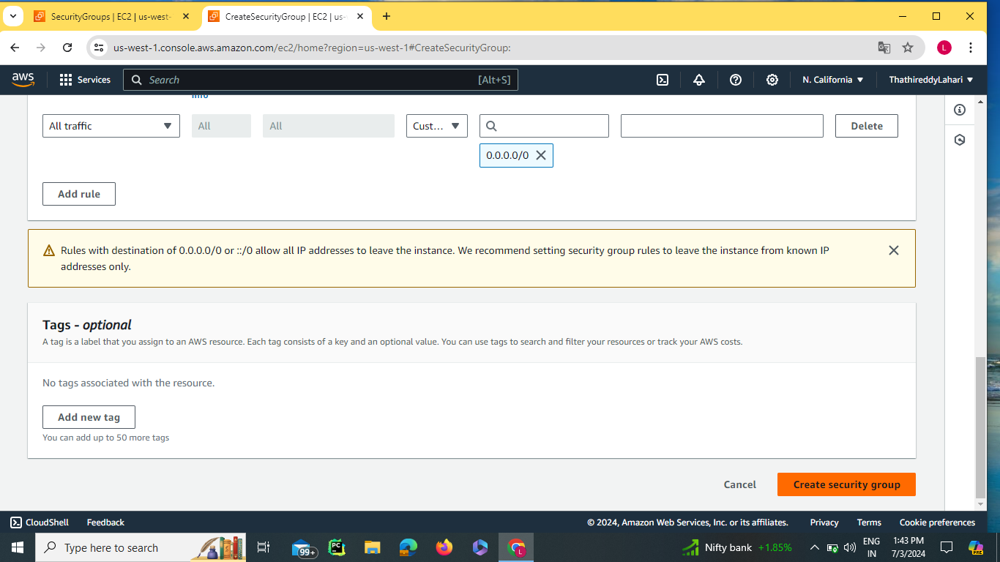 SecurityGroups | EC2 | us-west-
CreateSecurityGroup | EC2 | us-
us-west-1.console.aws.amazon.com/ec2/home?region=us-west-1#CreateSecurityGroup:
L
aws
Services
Search
[Alt+S]
N. California
ThathireddyLahari
Info
All traffic
All
All
Cust...
Delete
0.0.0.0/0
Add rule
Rules with destination of 0.0.0.0/0 or ::/0 allow all IP addresses to leave the instance. We recommend setting security group rules to leave the instance from known IP
addresses only.
Tags - optional
A tag is a label that you assign to an AWS resource. Each tag consists of a key and an optional value. You can use tags to search and filter your resources or track your AWS costs.
No tags associated with the resource.
Add new tag
You can add up to 50 more tags
Cancel
Create security group
CloudShell
Feedback
© 2024, Amazon Web Services, Inc. or its affiliates.
Privacy
Terms
Cookie preferences
Type here to search
99+
PC
L
Nifty bank +1.85%
ENG
IN
1:43 PM
7/3/2024
PRE